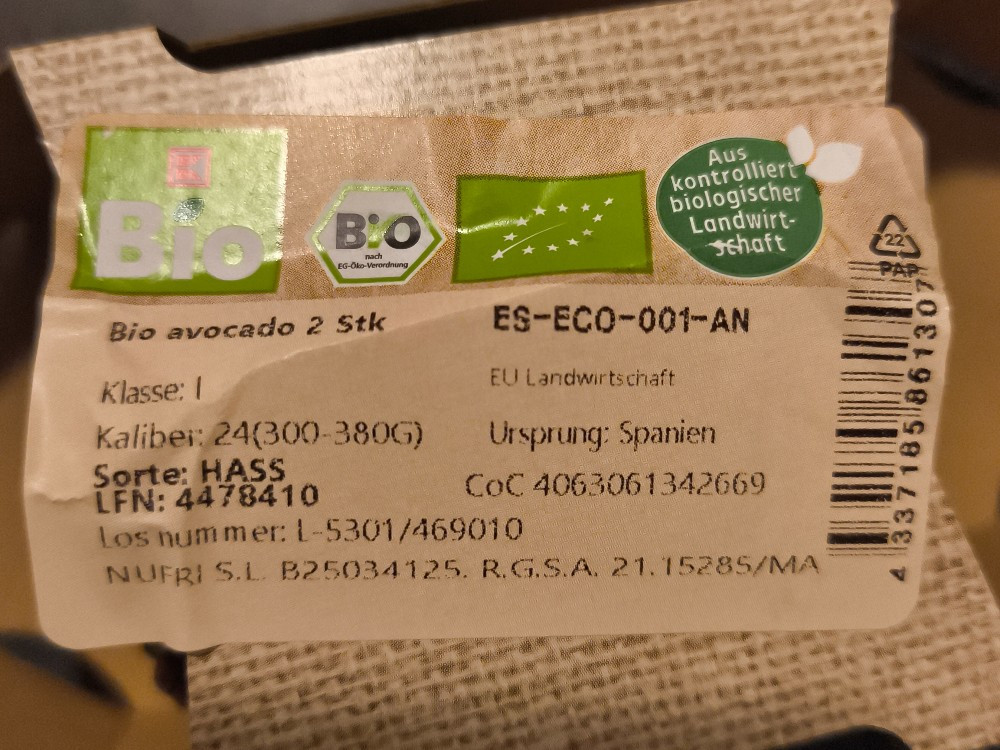 Bio
BiO
nach
EG-Öko-Verordnung
Aus
kontrolliert
biologischer
Landwirt-
schaft
22
PAP
Bio avocado 2 Stk
ES-ECO-001-AN
Klasse: I
EU Landwirtschaft
Kaliber: 24(300-380G)
Ursprung: Spanien
Sorte: HASS
CoC 4063061342669
LFN: 4478410
Los nummer: L-5301/469010
NUFRI S.L. B25034125. R.G.S.A. 21.15285/MA
4 337185 861307